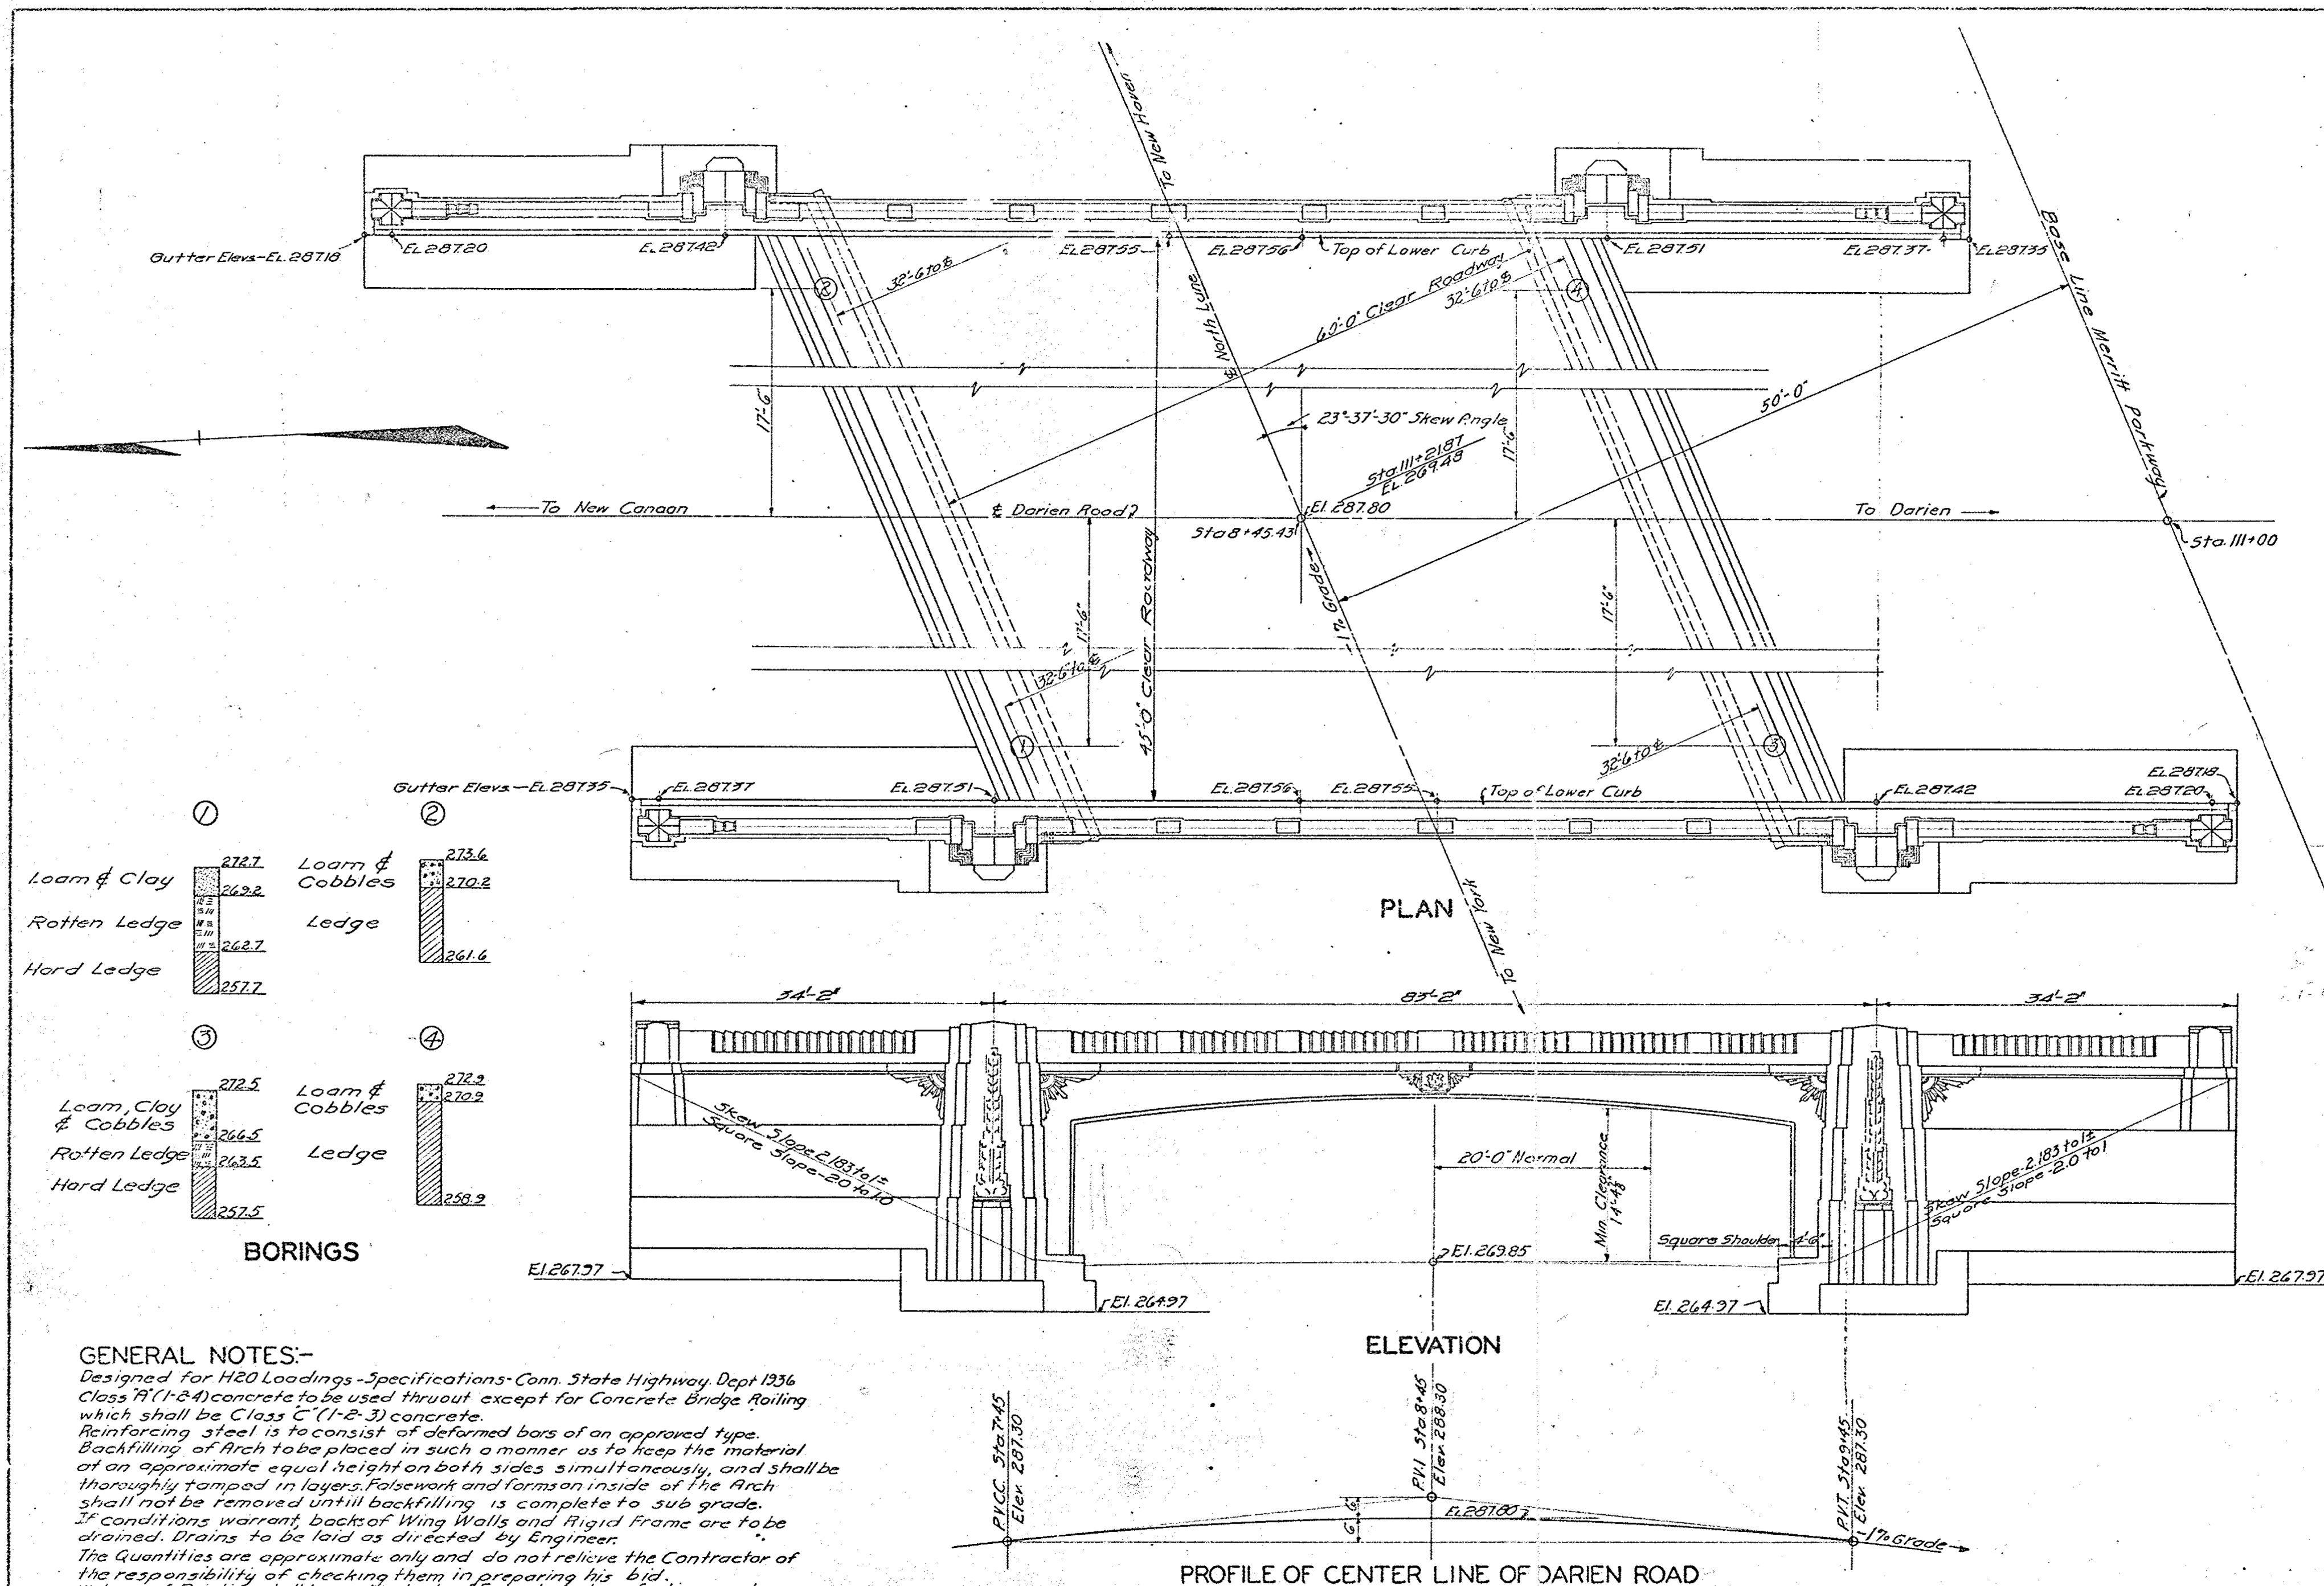 To New Haven
Base Line Merritt Parkway
Gutter Elevs-EL.287.18
EL.287.20
EL.287.42
EL.287.55
EL.287.56
Top of Lower Curb
EL.287.51
EL.287.37
EL.287.35
2
32'-6 to ℄
℄ North Lane
60'-0" Clear Roadway
32'-6 to ℄
4
17'-6"
23°-37'-30" Skew Angle
17'-6"
50'-0"
Sta.111+21.87
EL.269.48
To New Canaan
℄ Darien Road
El.287.80
Sta 8+45.43
To Darien
Sta.111+00
-1% Grade
45'-0" Clear Roadway
17'-6"
17'-6"
32'-6 to ℄
1
32'-6 to ℄
3
Gutter Elevs.-EL.287.35
EL.287.37
EL.287.51
EL.287.56
EL.287.55
Top of Lower Curb
EL.287.42
EL.287.18
EL.287.20
PLAN
To New York
1
272.7
Loam & Clay
269.2
Rotten Ledge
262.7
Hard Ledge
257.7
2
Loam &
Cobbles
273.6
270.2
Ledge
261.6
3
272.5
Loam, Clay
& Cobbles
266.5
Rotten Ledge
263.5
Hard Ledge
257.5
4
Loam &
Cobbles
272.9
270.9
Ledge
258.9
BORINGS
34'-2"
83'-2"
34'-2"
Skew Slope 2.183 to 1±
Square Slope-2.0 to 1.0
20'-0" Normal
Min. Clearance
Skew Slope-2.183 to 1±
Square Slope-2.0 to 1
Square Shoulder 4'-6"
El.269.85
El.267.97
El.264.97
El.264.97
El.267.97
ELEVATION
GENERAL NOTES:-
Designed for H20 Loadings-Specifications-Conn. State Highway. Dept 1936
Class "A" (1-2-4) concrete to be used thruout except for Concrete Bridge Railing
which shall be Class "C" (1-2-3) concrete.
Reinforcing steel is to consist of deformed bars of an approved type.
Backfilling of Arch to be placed in such a manner as to keep the material
at an approximate equal height on both sides simultaneously, and shall be
thoroughly tamped in layers. Falsework and forms on inside of the Arch
shall not be removed untill backfilling is complete to sub grade.
If conditions warrant, backs of Wing Walls and Rigid Frame are to be
drained. Drains to be laid as directed by Engineer.
The Quantities are approximate only and do not relieve the Contractor of
the responsibility of checking them in preparing his bid.
P.V.C.C. Sta.7+45
Elev. 287.30
P.V.I Sta 8+45
Elev. 288.30
6"
6"
EL.287.80
P.V.T. Sta 9+45
Elev. 287.30
-1% Grade
PROFILE OF CENTER LINE OF DARIEN ROAD